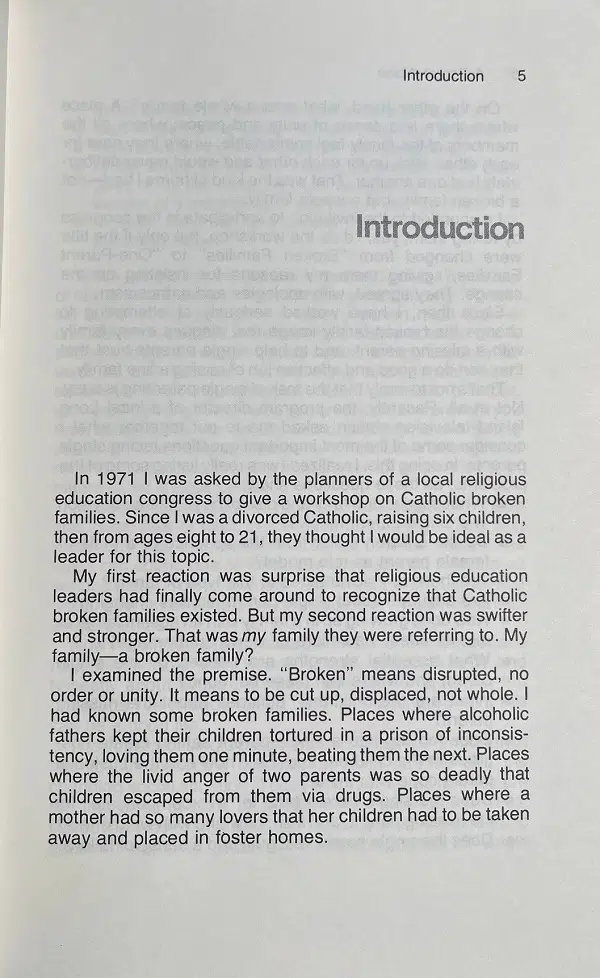 Introduction 5
Introduction
In 1971 I was asked by the planners of a local religious
education congress to give a workshop on Catholic broken
families. Since I was a divorced Catholic, raising six children,
then from ages eight to 21, they thought I would be ideal as a
leader for this topic.
My first reaction was surprise that religious education
leaders had finally come around to recognize that Catholic
broken families existed. But my second reaction was swifter
and stronger. That was my family they were referring to. My
family—a broken family?
I examined the premise. “Broken” means disrupted, no
order or unity. It means to be cut up, displaced, not whole. I
had known some broken families. Places where alcoholic
fathers kept their children tortured in a prison of inconsis-
tency, loving them one minute, beating them the next. Places
where the livid anger of two parents was so deadly that
children escaped from them via drugs. Places where a
mother had so many lovers that her children had to be taken
away and placed in foster homes.